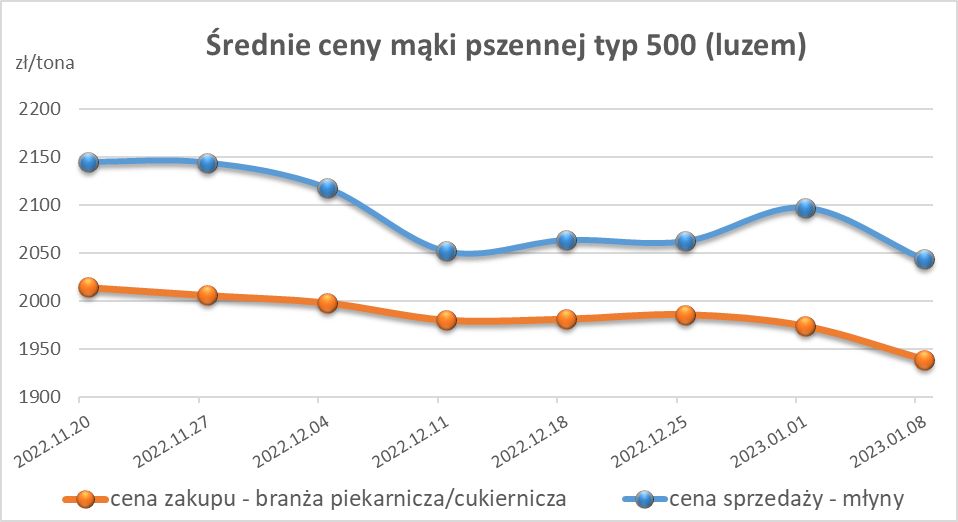 Średnie ceny mąki pszennej typ 500 (luzem)
zł/tona
2200
2150
2100
2050
2000
1950
1900
2022.11.20 2022.11.27 2022.12.04 2022.12.11 2022.12.18 2022.12.25 2023.01.01 2023.01.08
cena zakupu - branża piekarnicza/cukiernicza cena sprzedaży - młyny